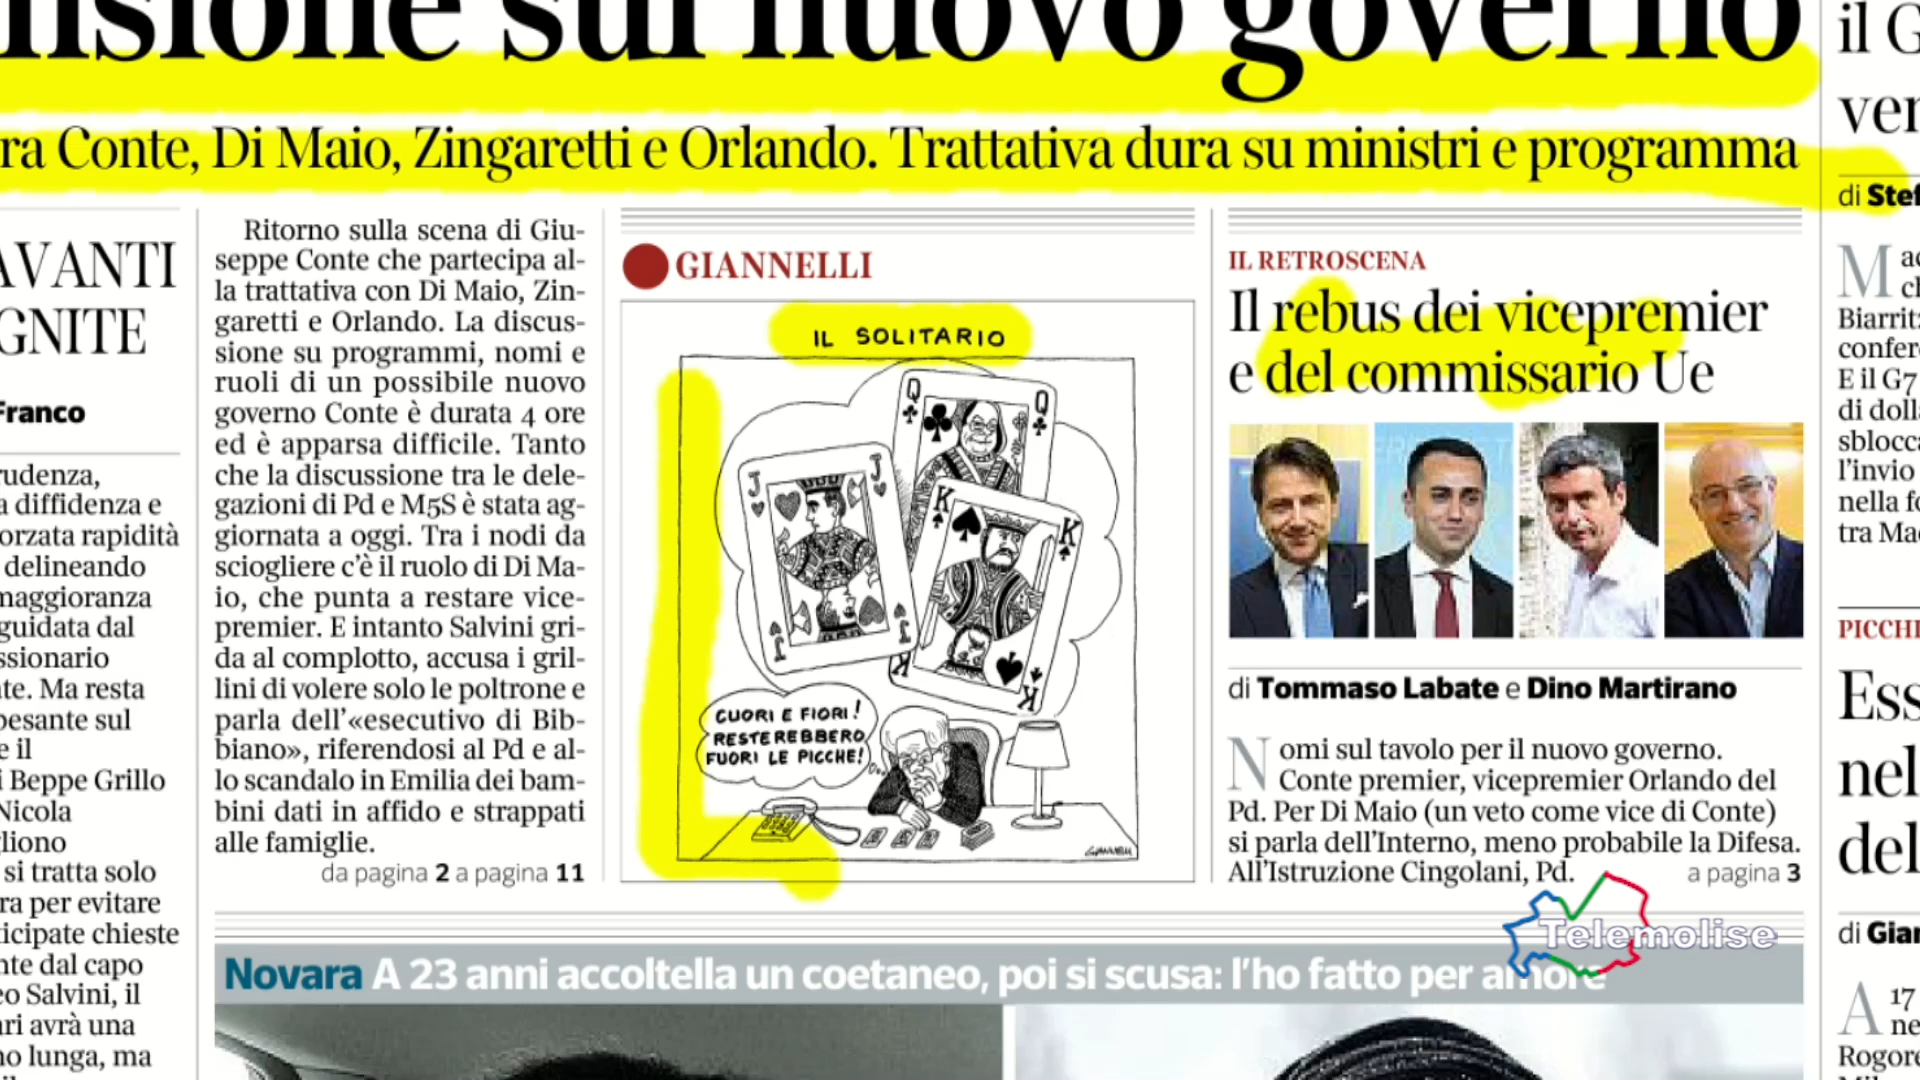 nuovo governo
ra Conte, Di Maio, Zingaretti e Orlando. Trattativa dura su ministri e programma
AVANTI
GNITE
Franco
rudenza,
a diffidenza e
orzata rapidità
delineando
maggioranza
guidata dal
ssionario
te. Ma resta
pesante sul
e il
i Beppe Grillo
Nicola
gliono
si tratta solo
ra per evitare
ticipate chieste
nte dal capo
eo Salvini, il
ari avrà una
no lunga, ma
Ritorno sulla scena di Giu-
seppe Conte che partecipa al-
la trattativa con Di Maio, Zin-
garetti e Orlando. La discus-
sione su programmi, nomi e
ruoli di un possibile nuovo
governo Conte è durata 4 ore
ed è apparsa difficile. Tanto
che la discussione tra le dele-
gazioni di Pd e M5S è stata ag-
giornata a oggi. Tra i nodi da
sciogliere c'è il ruolo di Di Ma-
io, che punta a restare vice-
premier. E intanto Salvini gri-
da al complotto, accusa i gril-
lini di volere solo le poltrone e
parla dell'«esecutivo di Bib-
biano», riferendosi al Pd e al-
lo scandalo in Emilia dei bam-
bini dati in affido e strappati
alle famiglie.
da pagina 2 a pagina 11
GIANNELLI
IL SOLITARIO
Q Q
J J
K K
CUORI E FIORI!
RESTEREBBERO
FUORI LE PICCHE!
GIANNELLI
IL RETROSCENA
Il rebus dei vicepremier
e del commissario Ue
di Tommaso Labate e Dino Martirano
Nomi sul tavolo per il nuovo governo.
Conte premier, vicepremier Orlando del
Pd. Per Di Maio (un veto come vice di Conte)
si parla dell'Interno, meno probabile la Difesa.
All'Istruzione Cingolani, Pd.
a pagina 3
Telemolise
Novara A 23 anni accoltella un coetaneo, poi si scusa: l'ho fatto per amore
il G
ver
di Stef
Mac
ch
Biarritz
confer
E il G7
di dolla
sblocca
l'invio
nella fo
tra Mac
PICCHI
Ess
nel
del
di Gian
A 17
ne
Rogore